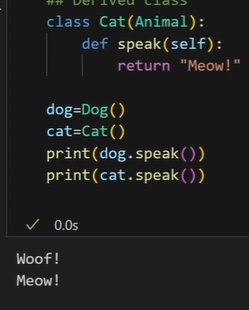 ## Derived class
class Cat(Animal):
    def speak(self):
        return "Meow!"

dog=Dog()
cat=Cat()
print(dog.speak())
print(cat.speak())
0.0s
Woof!
Meow!